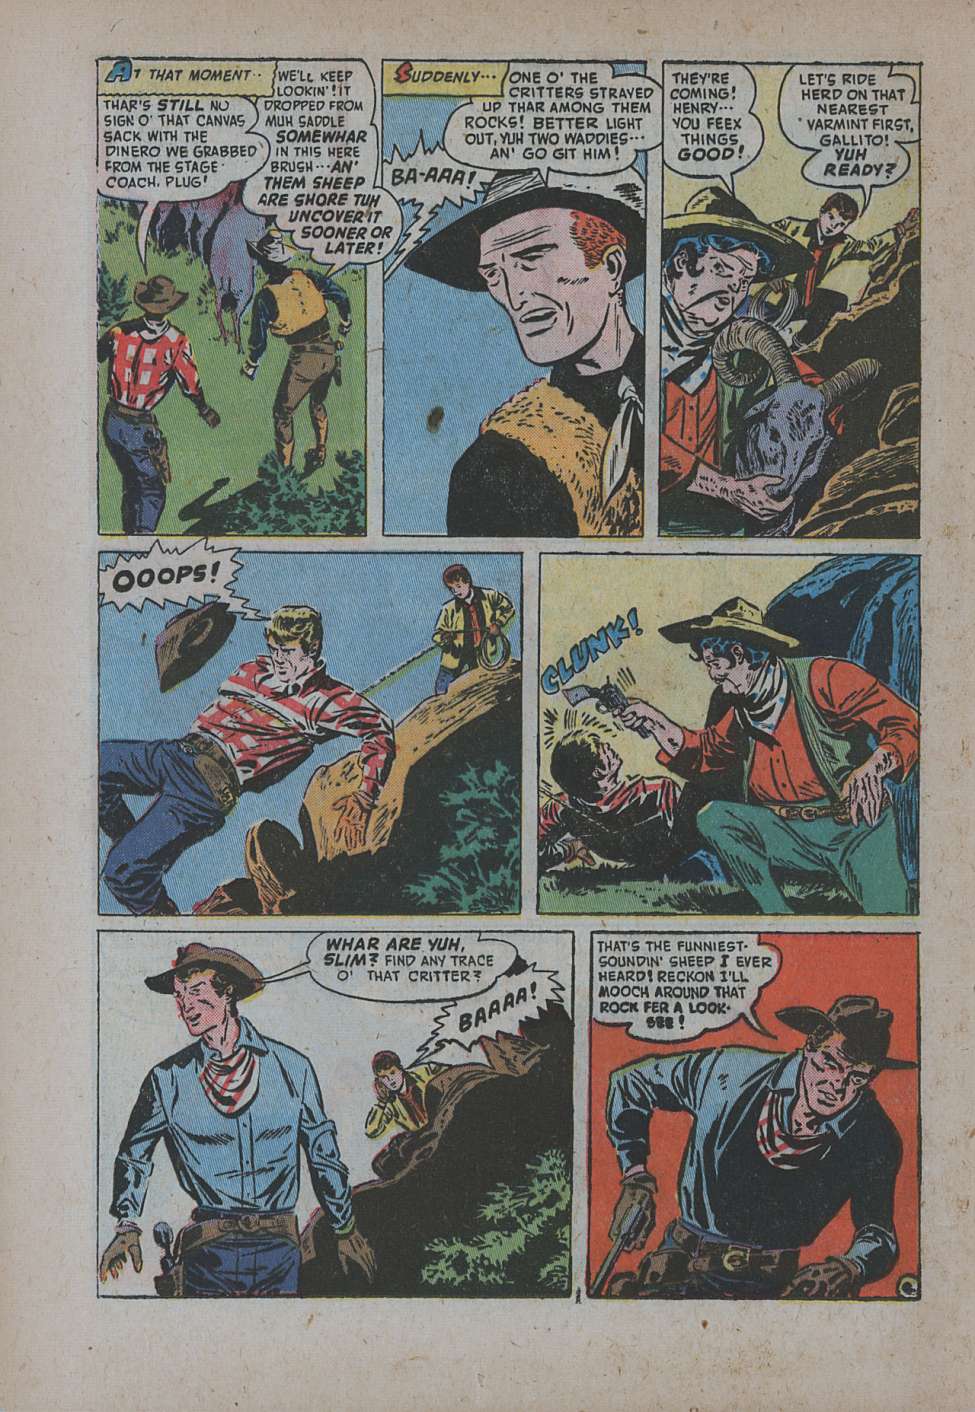 AT THAT MOMENT..
THAR'S STILL NO
SIGN O' THAT CANVAS
SACK WITH THE
DINERO WE GRABBED
FROM THE STAGE-
COACH, PLUG!
WE'LL KEEP
LOOKIN'! IT
DROPPED FROM
MUH SADDLE
SOMEWHAR
IN THIS HERE
BRUSH... AN'
THEM SHEEP
ARE SHORE TUH
UNCOVER IT
SOONER OR
LATER!
SUDDENLY...
BA-AAA!
ONE O' THE
CRITTERS STRAYED
UP THAR AMONG THEM
ROCKS! BETTER LIGHT
OUT, YUH TWO WADDIES...
AN' GO GIT HIM!
THEY'RE
COMING!
HENRY...
YOU FEEX
THINGS
GOOD!
LET'S RIDE
HERD ON THAT
NEAREST
VARMINT FIRST,
GALLITO!
YUH
READY?
OOOPS!
CLUNK!
WHAR ARE YUH,
SLIM? FIND ANY TRACE
O' THAT CRITTER?
BAAAA!
THAT'S THE FUNNIEST-
SOUNDIN' SHEEP I EVER
HEARD! RECKON I'LL
MOOCH AROUND THAT
ROCK FER A LOOK-
SEE!